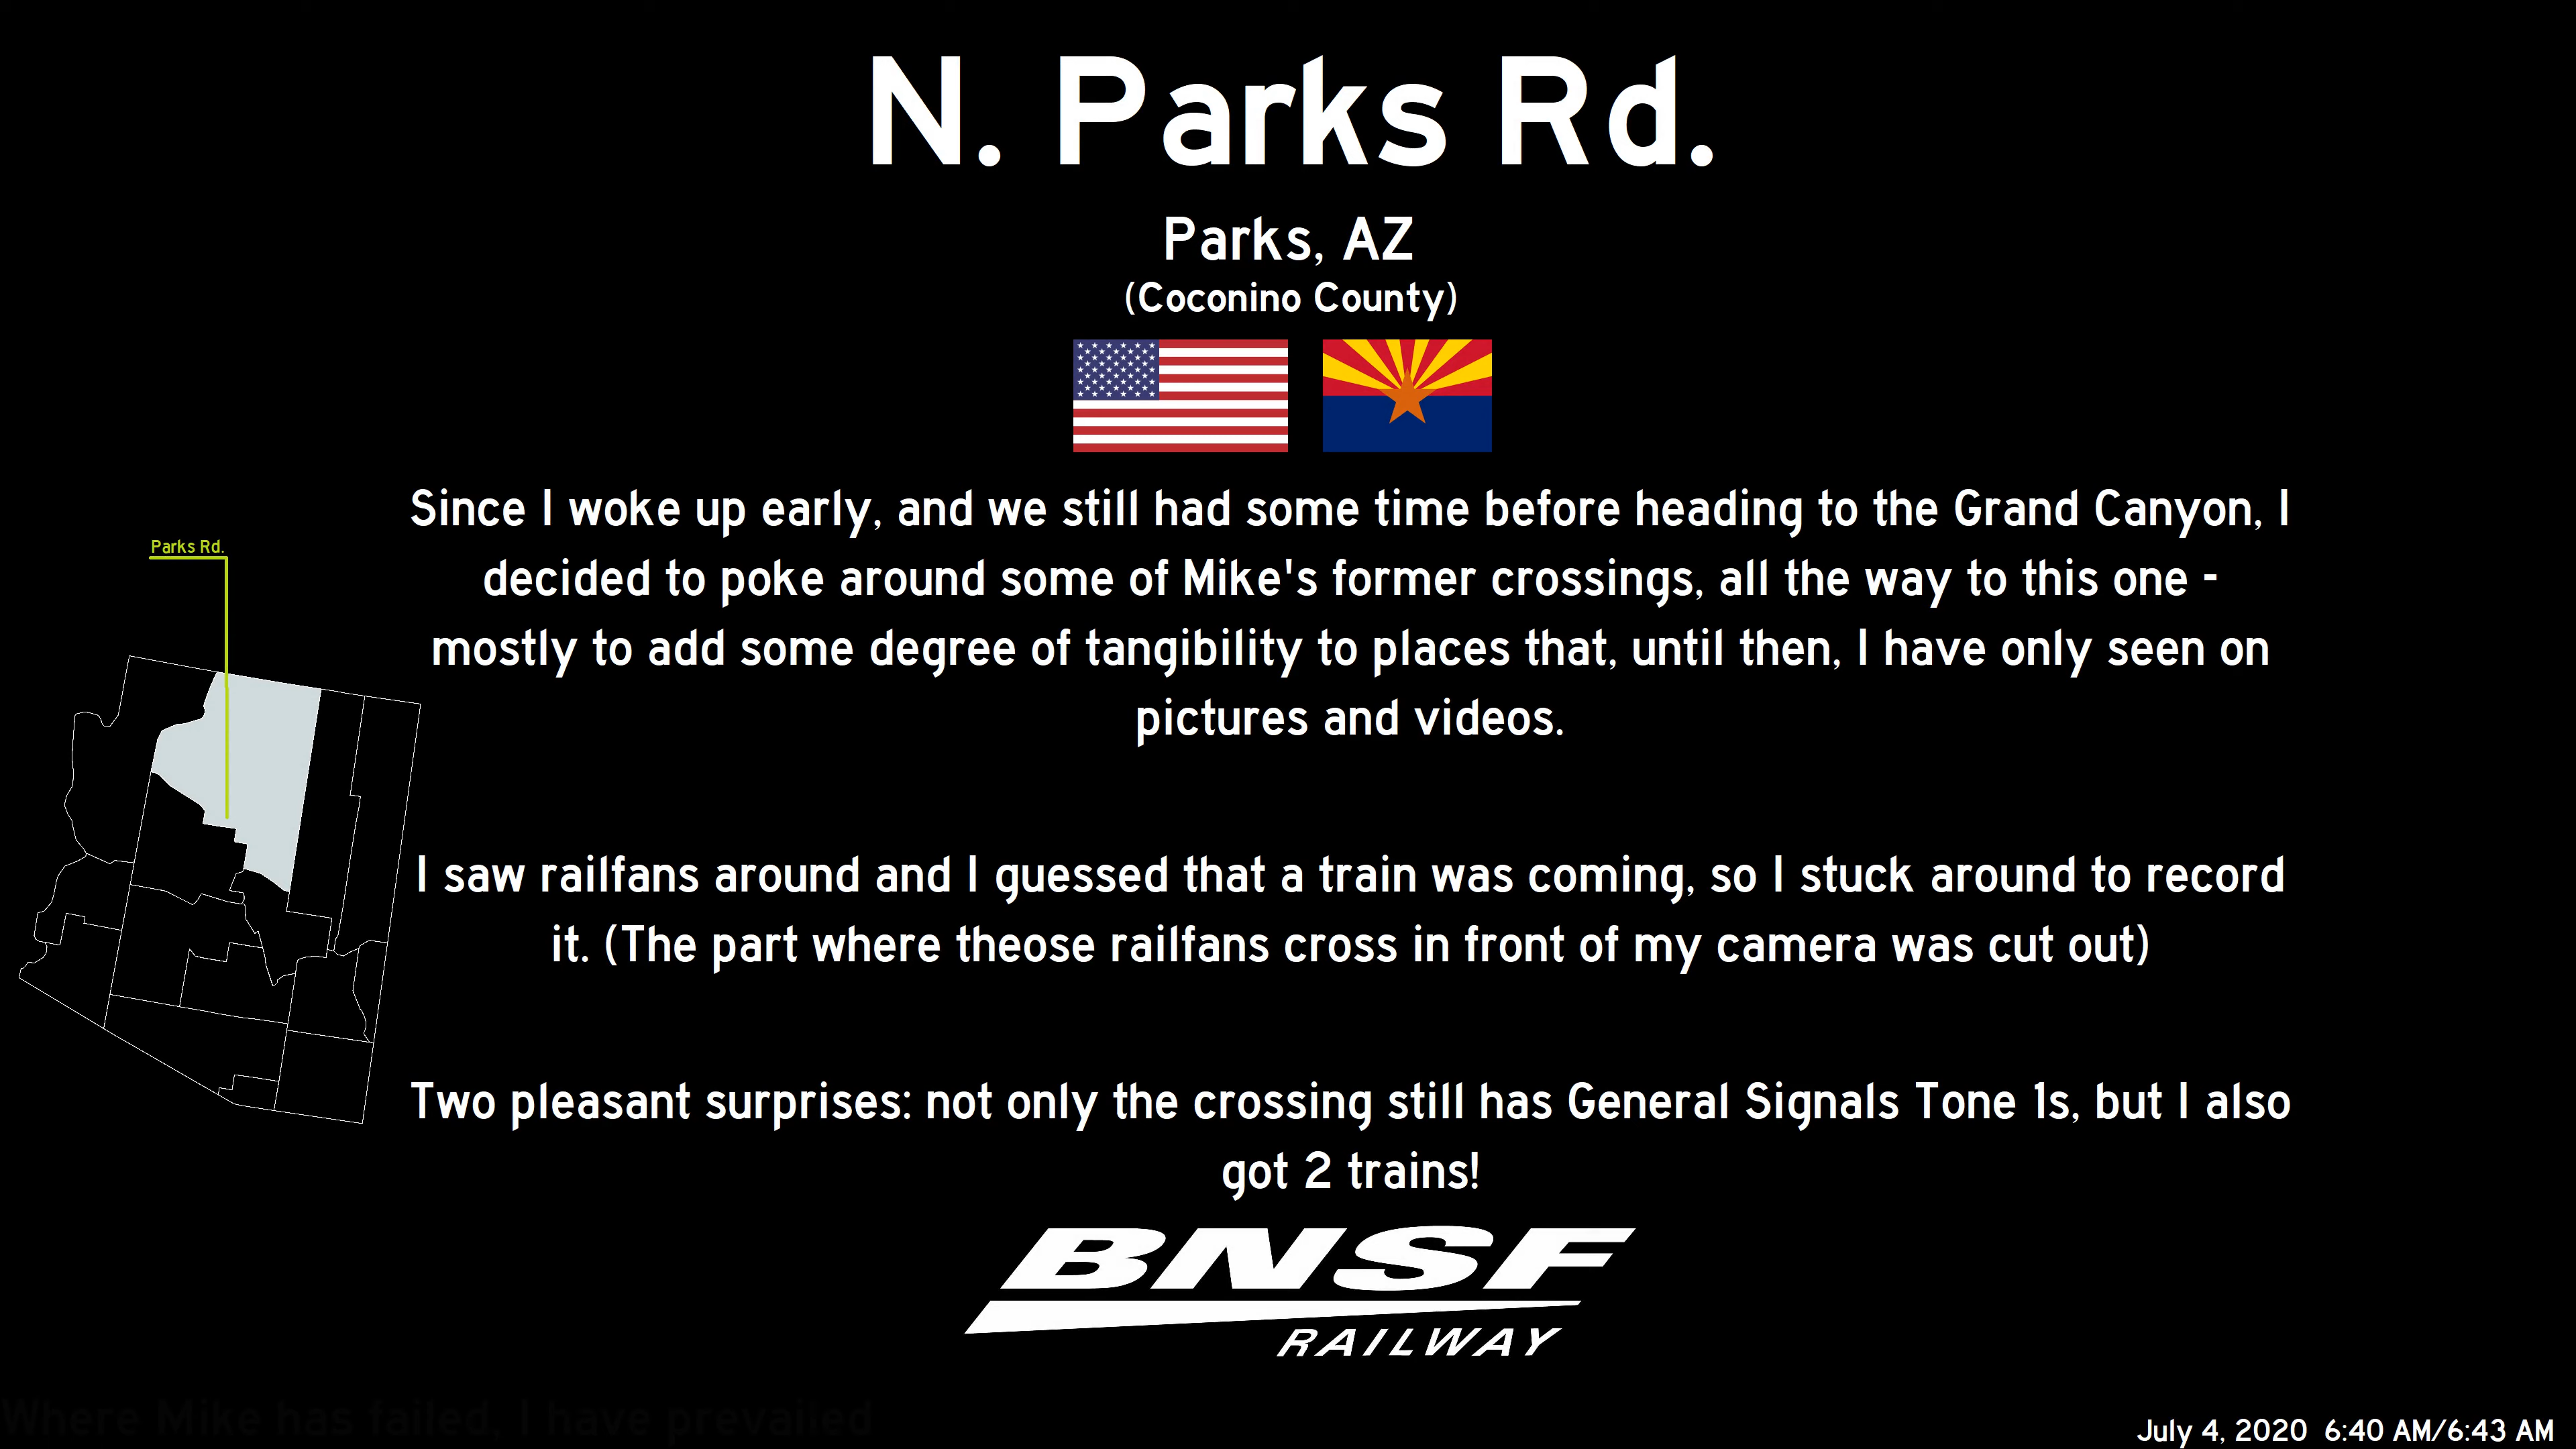 N. Parks Rd.
Parks, AZ
(Coconino County)
Parks Rd.
Since I woke up early, and we still had some time before heading to the Grand Canyon, I
decided to poke around some of Mike's former crossings, all the way to this one -
mostly to add some degree of tangibility to places that, until then, I have only seen on
pictures and videos.
I saw railfans around and I guessed that a train was coming, so I stuck around to record
it. (The part where theose railfans cross in front of my camera was cut out)
Two pleasant surprises: not only the crossing still has General Signals Tone 1s, but I also
got 2 trains!
BNSF
RAILWAY
Where Mike has failed, I have prevailed
July 4, 2020 6:40 AM/6:43 AM